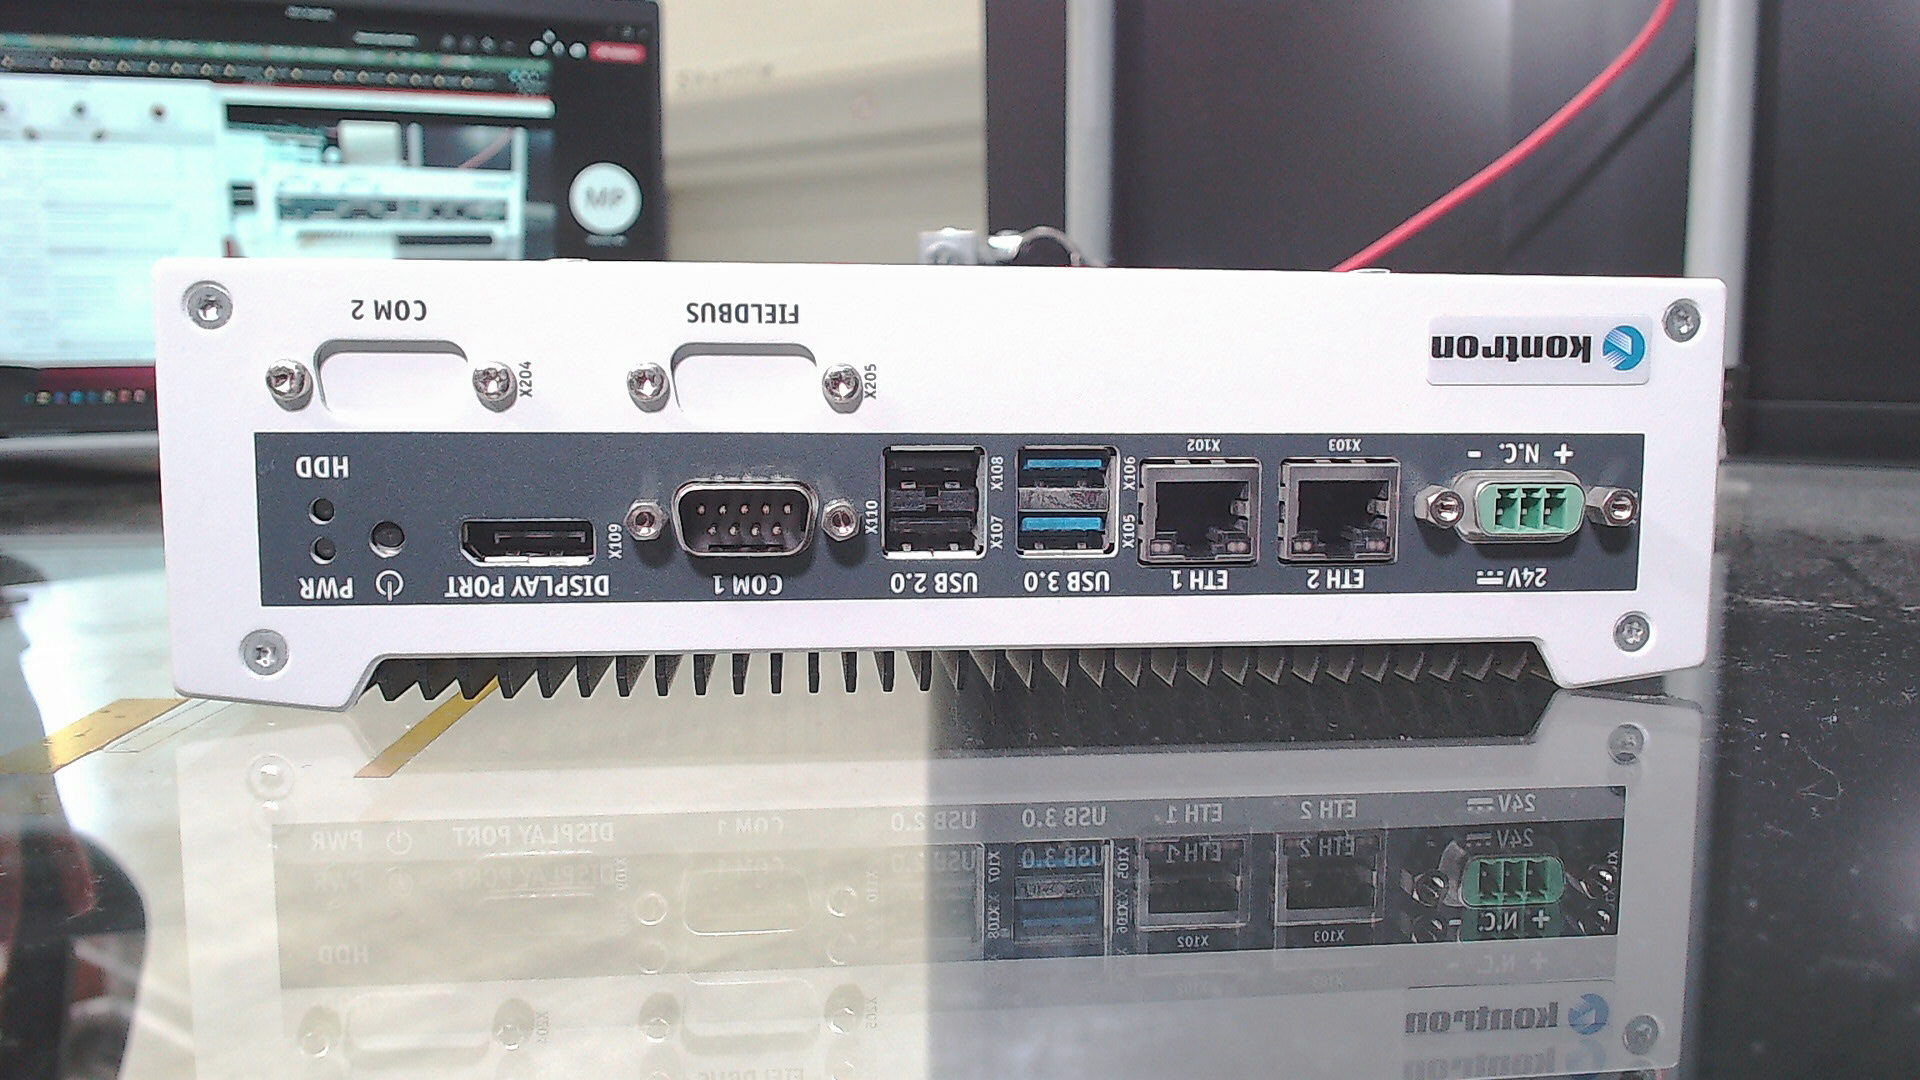 24V
ETH 2
ETH 1
USB 3.0
USB 2.0
COM 1
DISPLAY PORT
PWR
X105
X107
X110
X109
X106
X108
HDD
+ N.C. -
X103
X102
kontron
X205
X204
FIELDBUS
COM 2
MP